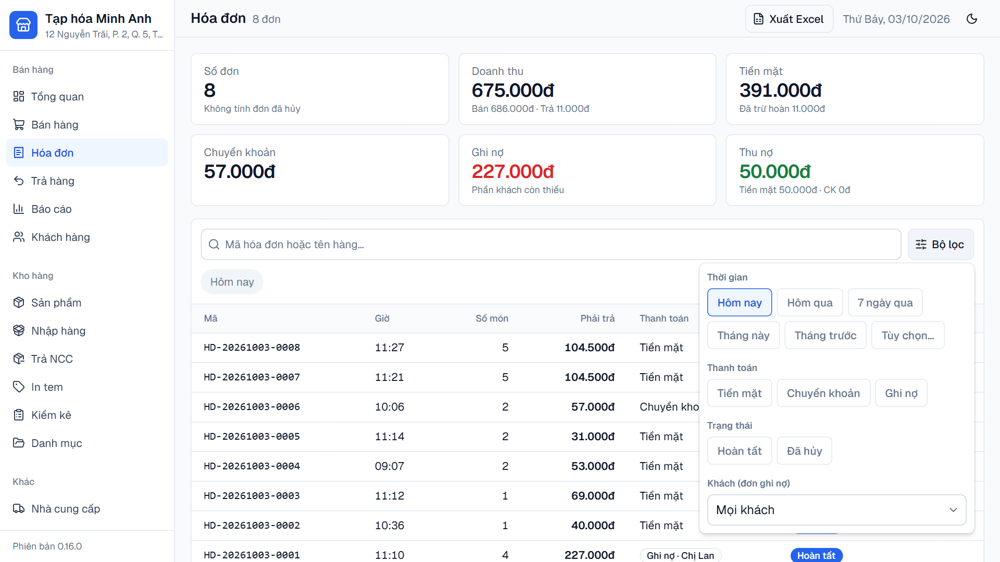 Tạp hóa Minh Anh
12 Nguyễn Trãi, P. 2, Q. 5, T...
Bán hàng
Tổng quan
Bán hàng
Hóa đơn
Trả hàng
Báo cáo
Khách hàng
Kho hàng
Sản phẩm
Nhập hàng
Trả NCC
In tem
Kiểm kê
Danh mục
Khác
Nhà cung cấp
Phiên bản 0.16.0
Hóa đơn 8 đơn
Xuất Excel
Thứ Bảy, 03/10/2026
Số đơn
8
Không tính đơn đã hủy
Doanh thu
675.000đ
Bán 686.000đ · Trả 11.000đ
Tiền mặt
391.000đ
Đã trừ hoàn 11.000đ
Chuyển khoản
57.000đ
Ghi nợ
227.000đ
Phần khách còn thiếu
Thu nợ
50.000đ
Tiền mặt 50.000đ · CK 0đ
Mã hóa đơn hoặc tên hàng...
Bộ lọc
Hôm nay
Mã Giờ Số món Phải trả Thanh toán
HD-20261003-0008 11:27 5 104.500đ Tiền mặt
HD-20261003-0007 11:21 5 104.500đ Tiền mặt
HD-20261003-0006 10:06 2 57.000đ Chuyển kho
HD-20261003-0005 11:14 2 31.000đ Tiền mặt
HD-20261003-0004 09:07 2 53.000đ Tiền mặt
HD-20261003-0003 11:12 1 69.000đ Tiền mặt
HD-20261003-0002 10:36 1 40.000đ Tiền mặt
HD-20261003-0001 11:10 4 227.000đ Ghi nợ · Chị Lan Hoàn tất
Thời gian
Hôm nay Hôm qua 7 ngày qua
Tháng này Tháng trước Tùy chọn...
Thanh toán
Tiền mặt Chuyển khoản Ghi nợ
Trạng thái
Hoàn tất Đã hủy
Khách (đơn ghi nợ)
Mọi khách